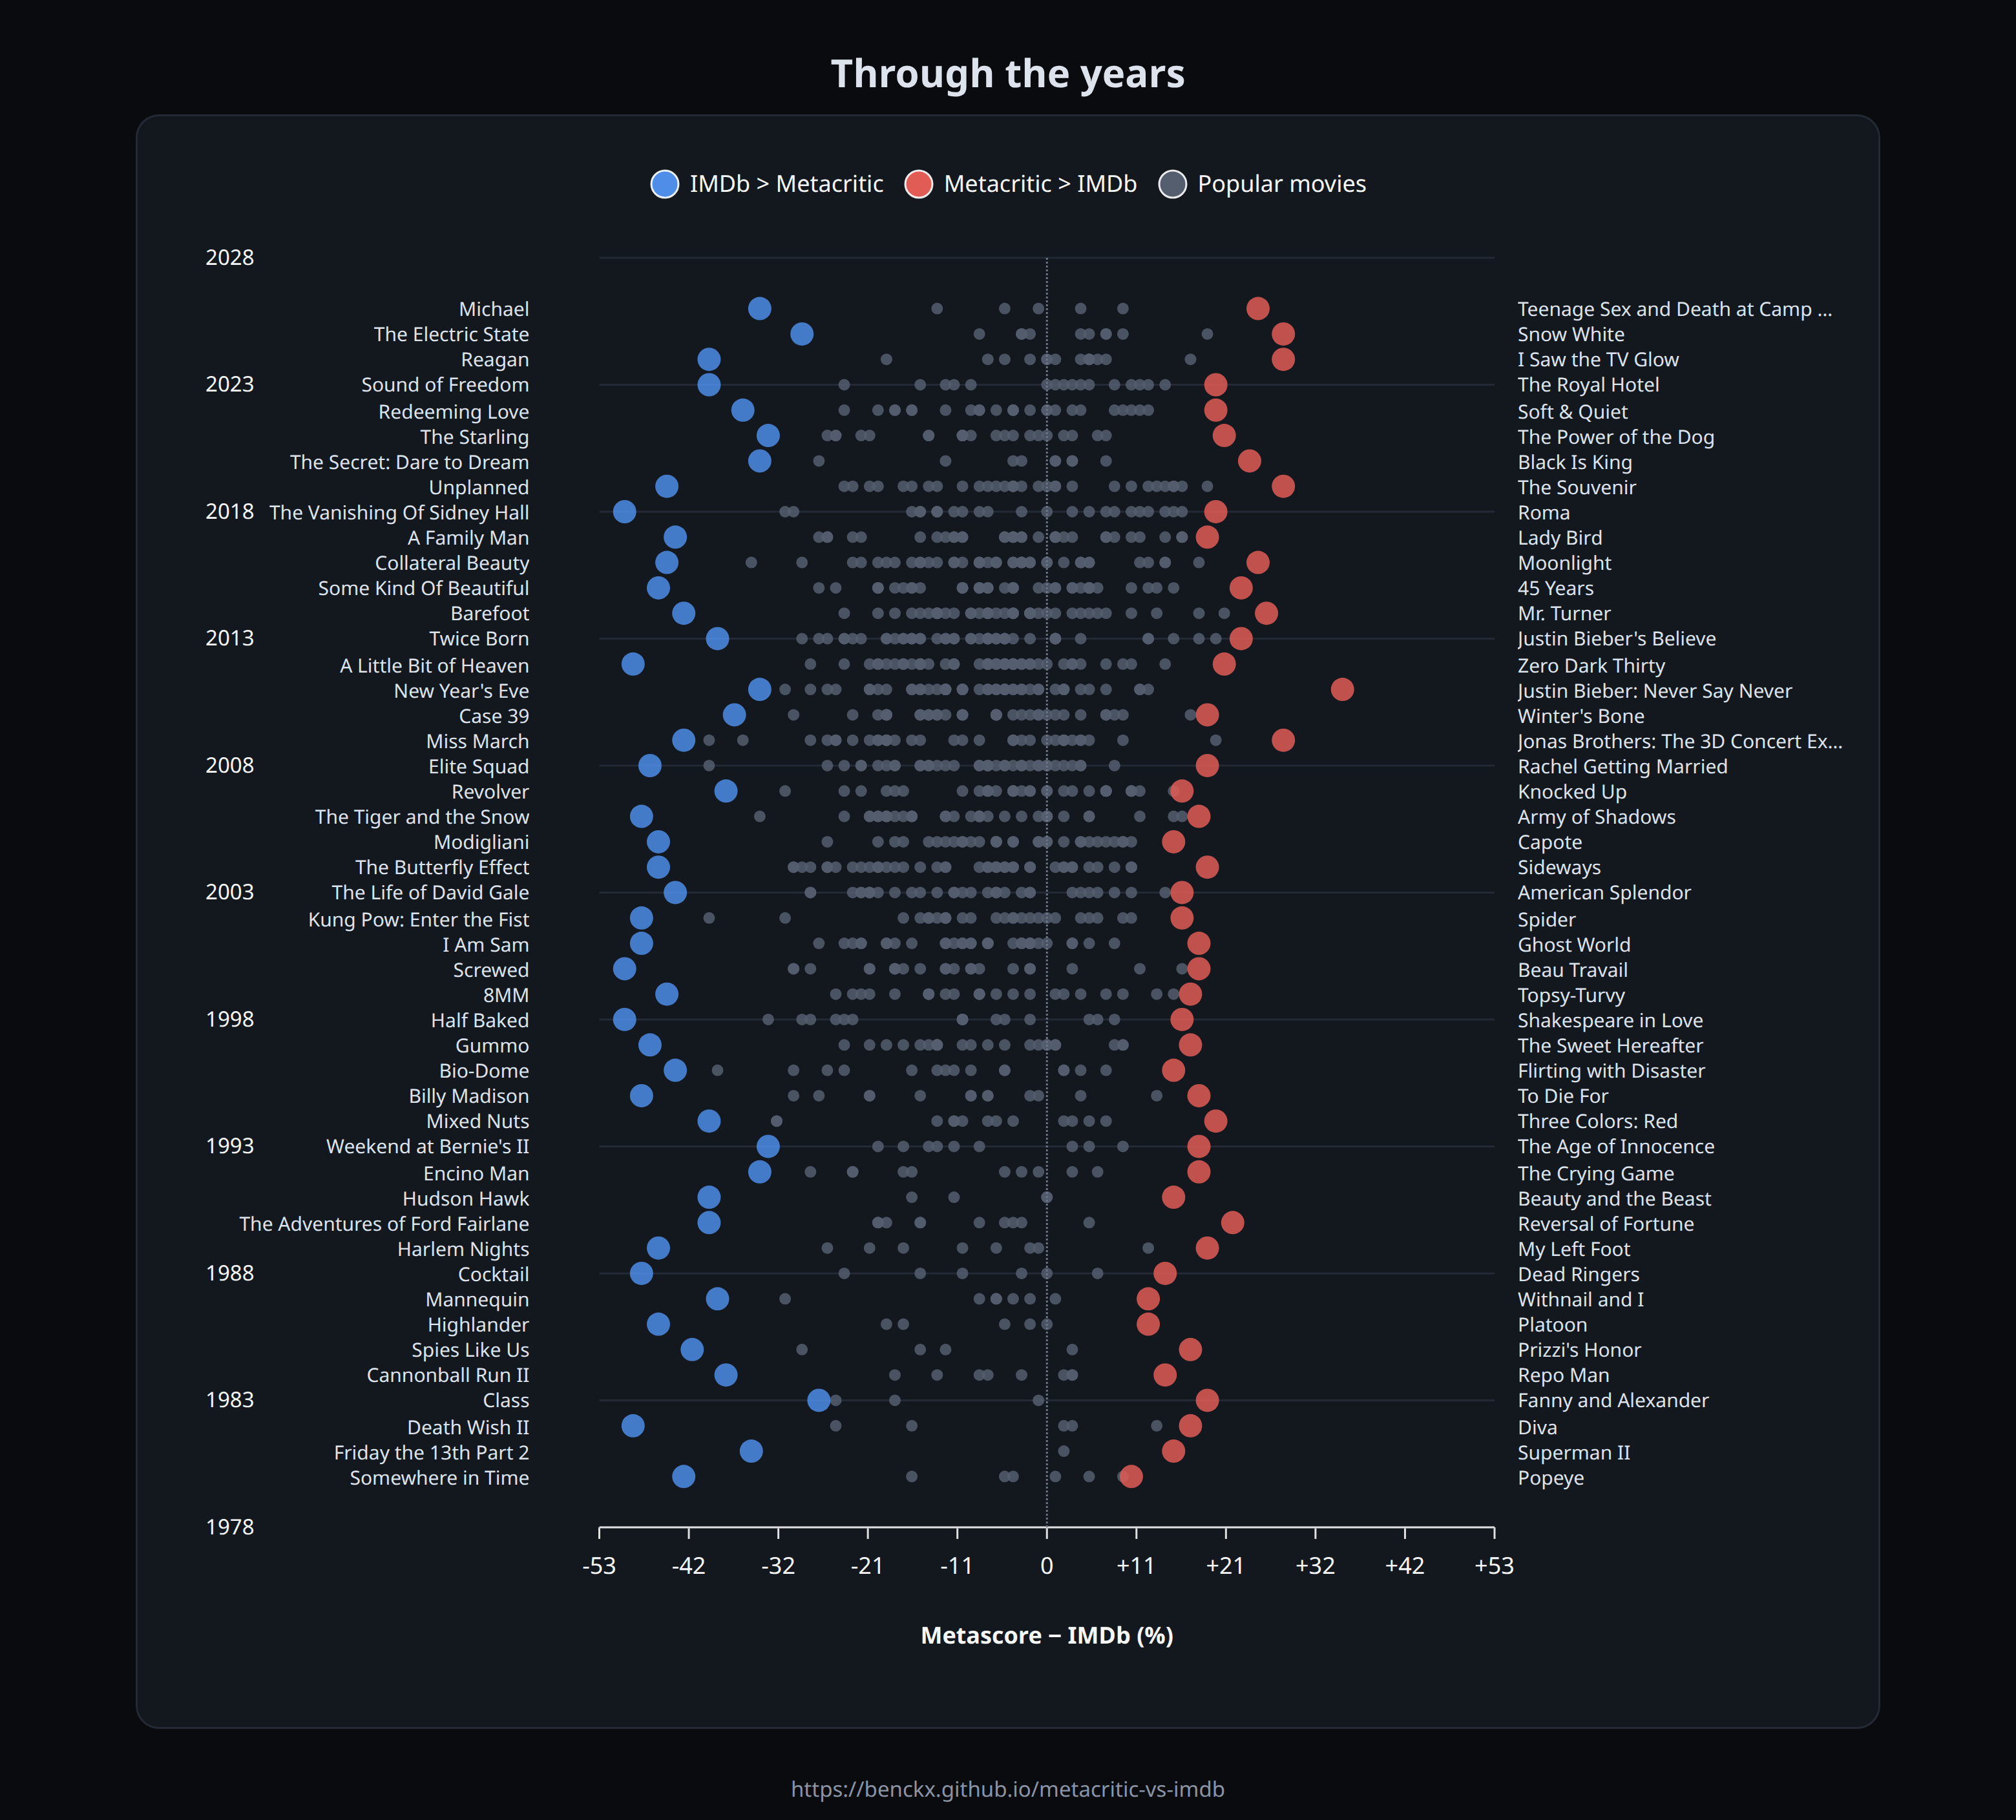 Through the years
IMDb > Metacritic Metacritic > IMDb Popular movies
2028
Michael Teenage Sex and Death at Camp ...
The Electric State Snow White
Reagan I Saw the TV Glow
2023 Sound of Freedom The Royal Hotel
Redeeming Love Soft & Quiet
The Starling The Power of the Dog
The Secret: Dare to Dream Black Is King
Unplanned The Souvenir
2018 The Vanishing Of Sidney Hall Roma
A Family Man Lady Bird
Collateral Beauty Moonlight
Some Kind Of Beautiful 45 Years
Barefoot Mr. Turner
2013 Twice Born Justin Bieber's Believe
A Little Bit of Heaven Zero Dark Thirty
New Year's Eve Justin Bieber: Never Say Never
Case 39 Winter's Bone
Miss March Jonas Brothers: The 3D Concert Ex...
2008 Elite Squad Rachel Getting Married
Revolver Knocked Up
The Tiger and the Snow Army of Shadows
Modigliani Capote
The Butterfly Effect Sideways
2003 The Life of David Gale American Splendor
Kung Pow: Enter the Fist Spider
I Am Sam Ghost World
Screwed Beau Travail
8MM Topsy-Turvy
1998 Half Baked Shakespeare in Love
Gummo The Sweet Hereafter
Bio-Dome Flirting with Disaster
Billy Madison To Die For
Mixed Nuts Three Colors: Red
1993 Weekend at Bernie's II The Age of Innocence
Encino Man The Crying Game
Hudson Hawk Beauty and the Beast
The Adventures of Ford Fairlane Reversal of Fortune
Harlem Nights My Left Foot
1988 Cocktail Dead Ringers
Mannequin Withnail and I
Highlander Platoon
Spies Like Us Prizzi's Honor
Cannonball Run II Repo Man
1983 Class Fanny and Alexander
Death Wish II Diva
Friday the 13th Part 2 Superman II
Somewhere in Time Popeye
1978
-53 -42 -32 -21 -11 0 +11 +21 +32 +42 +53
Metascore − IMDb (%)
https://benckx.github.io/metacritic-vs-imdb